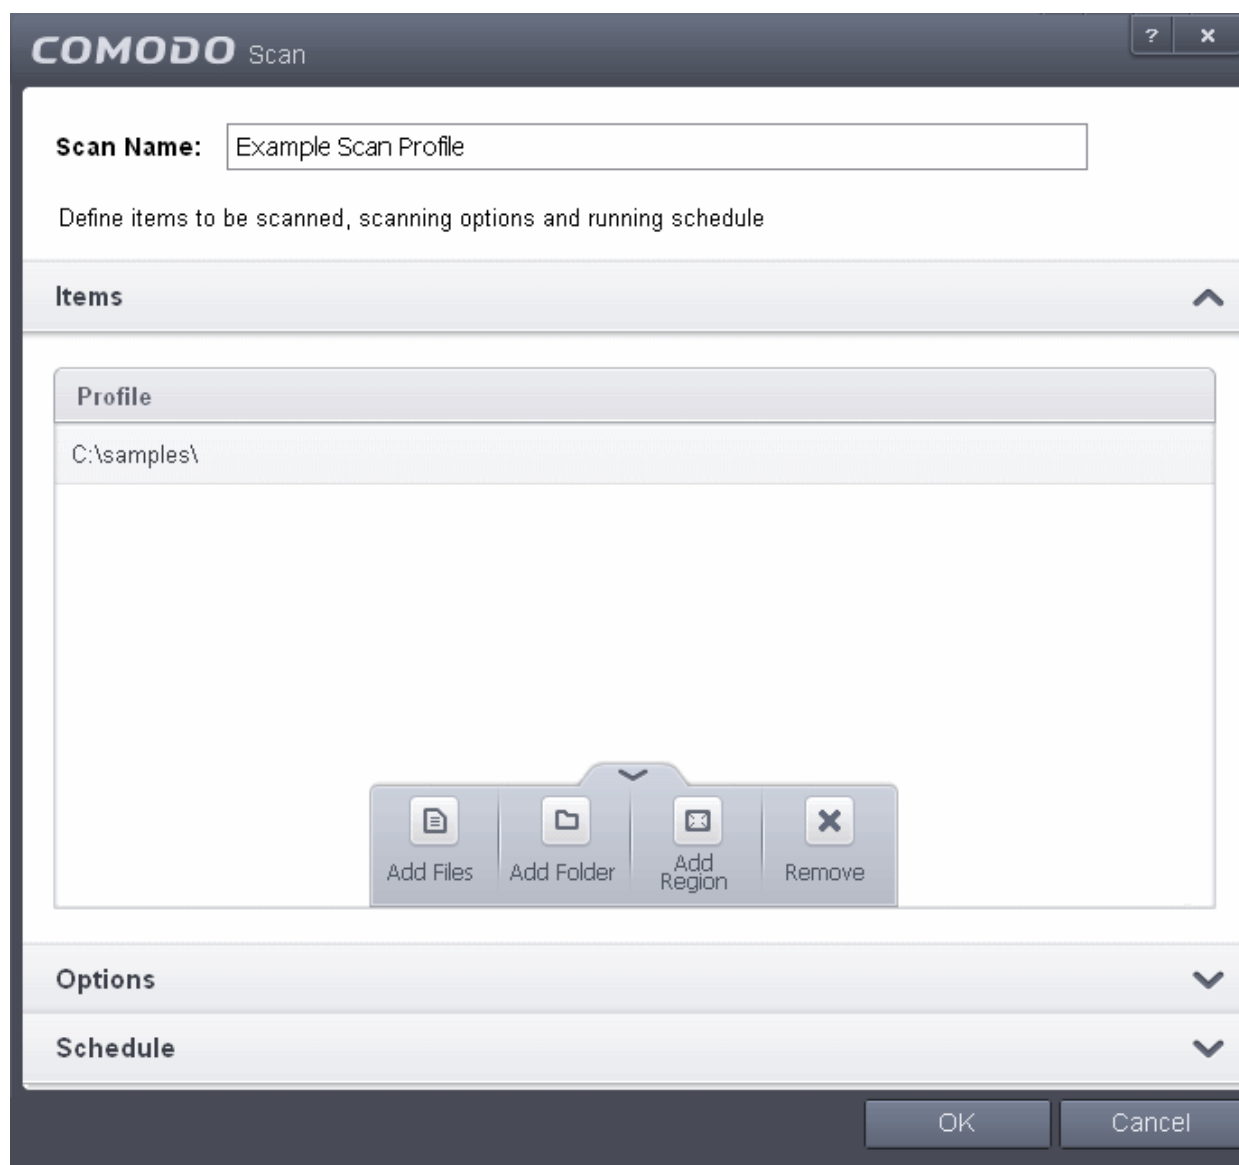 COMODO Scan
?
x
Scan Name: Example Scan Profile
Define items to be scanned, scanning options and running schedule
Items
Profile
C:\samples\
Add Files
Add Folder
Add
Region
Remove
Options
Schedule
OK
Cancel